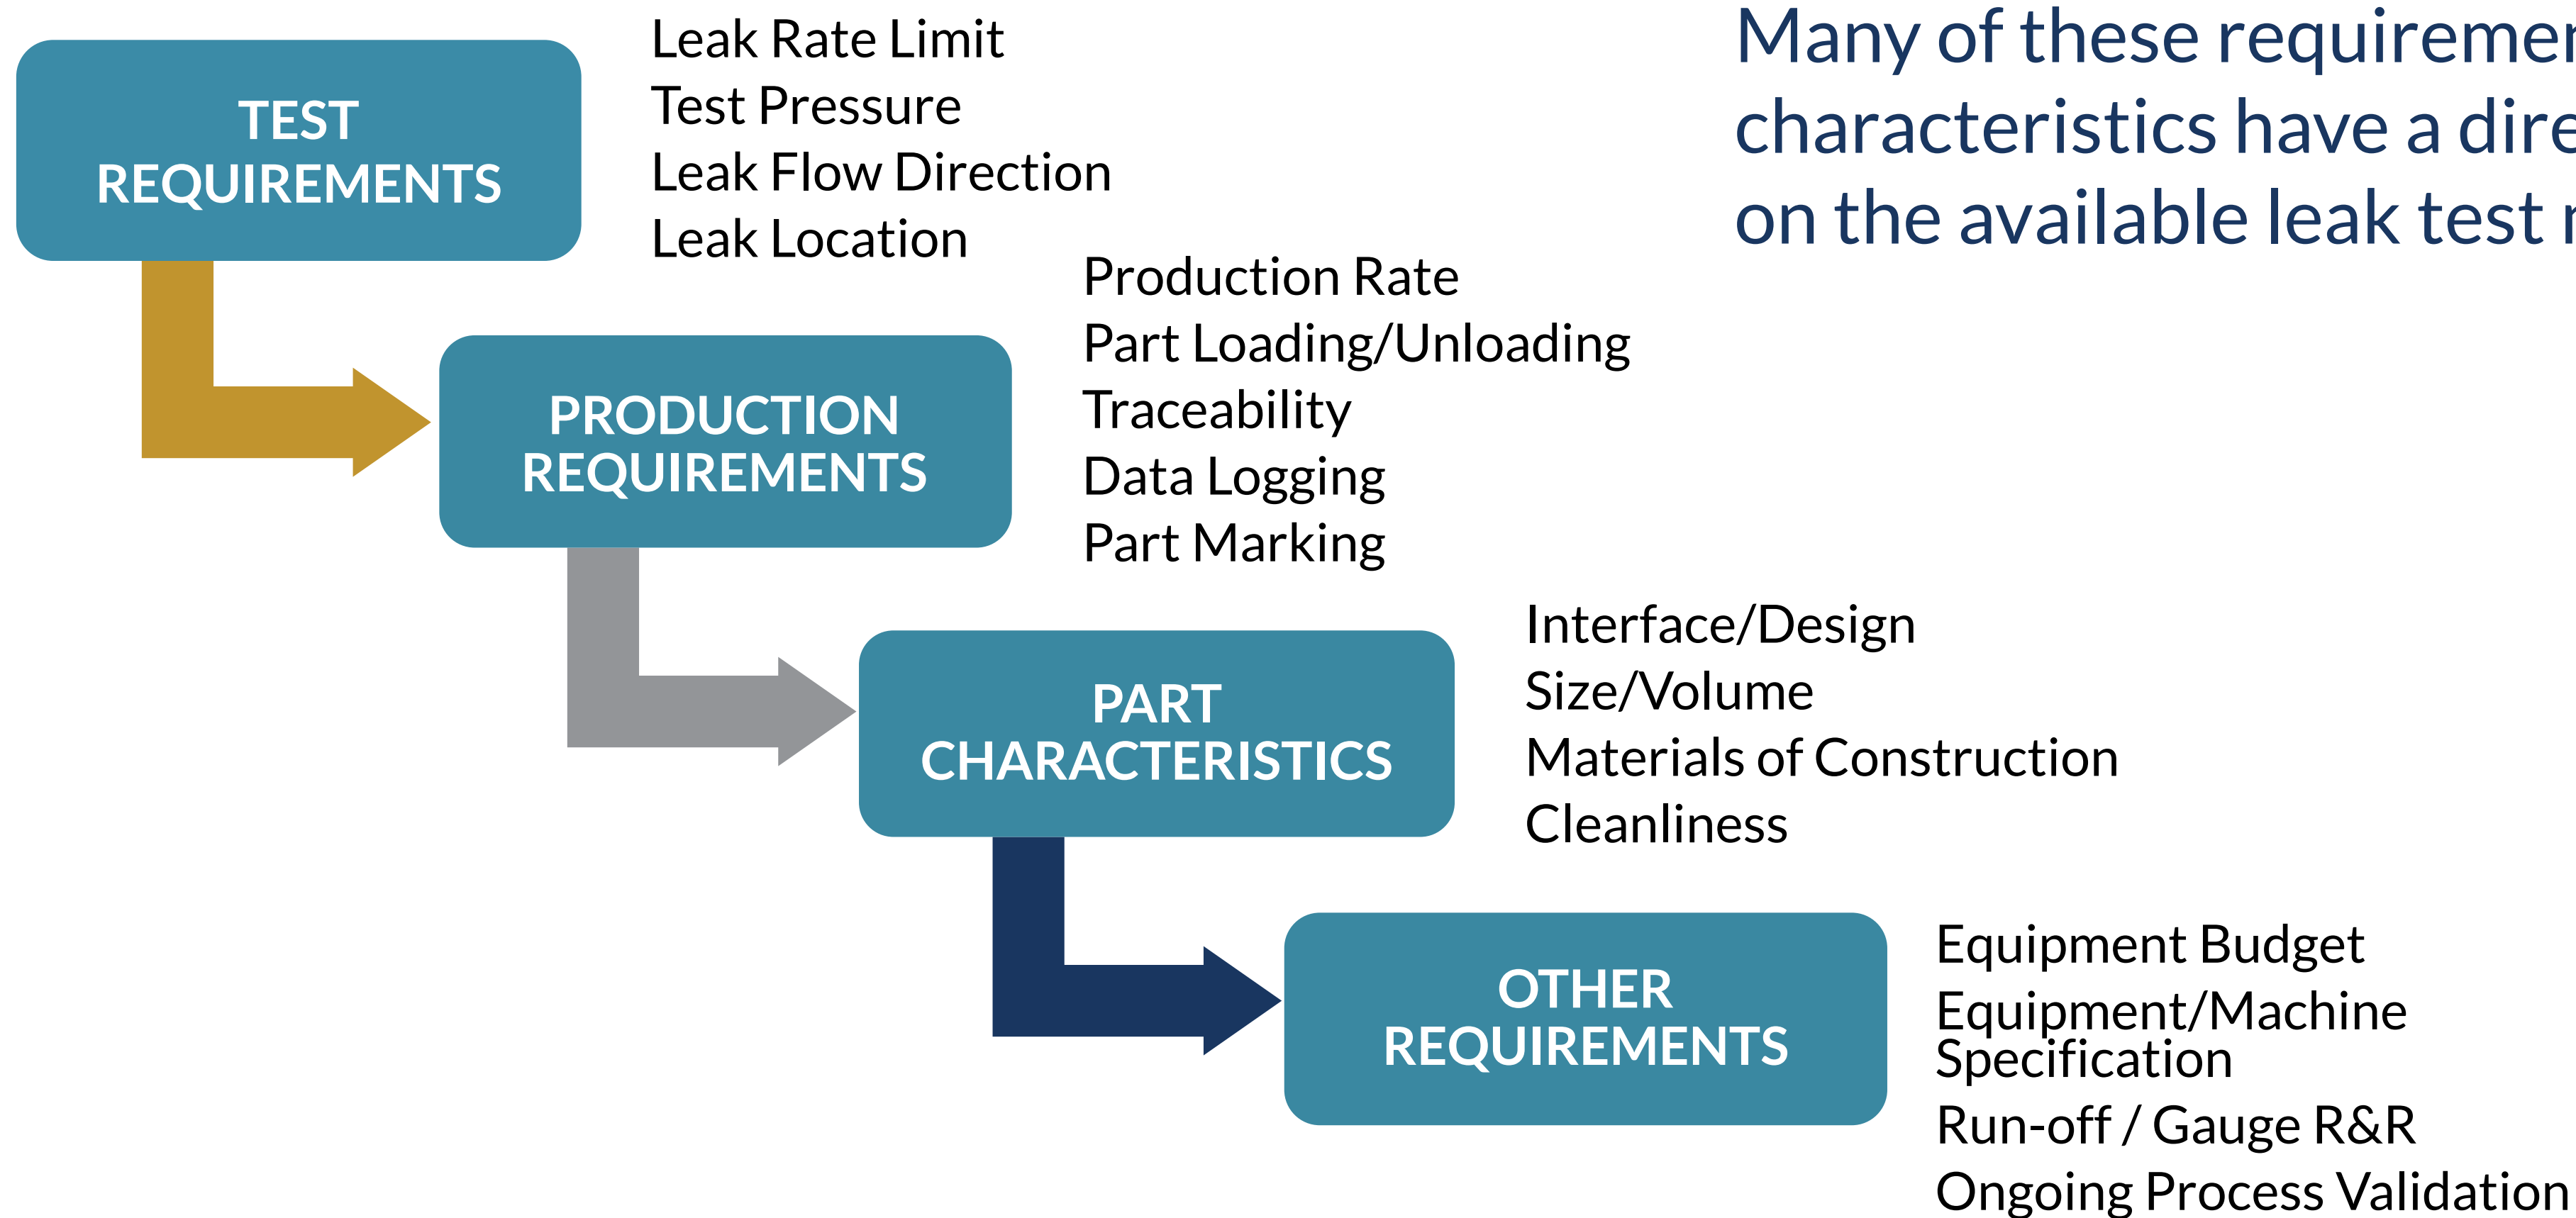 TEST
REQUIREMENTS
Leak Rate Limit
Test Pressure
Leak Flow Direction
Leak Location
Many of these
characteristics have a
on the available leak test
PRODUCTION
REQUIREMENTS
Production Rate
Part Loading/Unloading
Traceability
Data Logging
Part Marking
PART
CHARACTERISTICS
Interface/Design
Size/Volume
Materials of Construction
Cleanliness
OTHER
REQUIREMENTS
Equipment Budget
Equipment/Machine
Specification
Run-off / Gauge R&R
Ongoing Process Validation